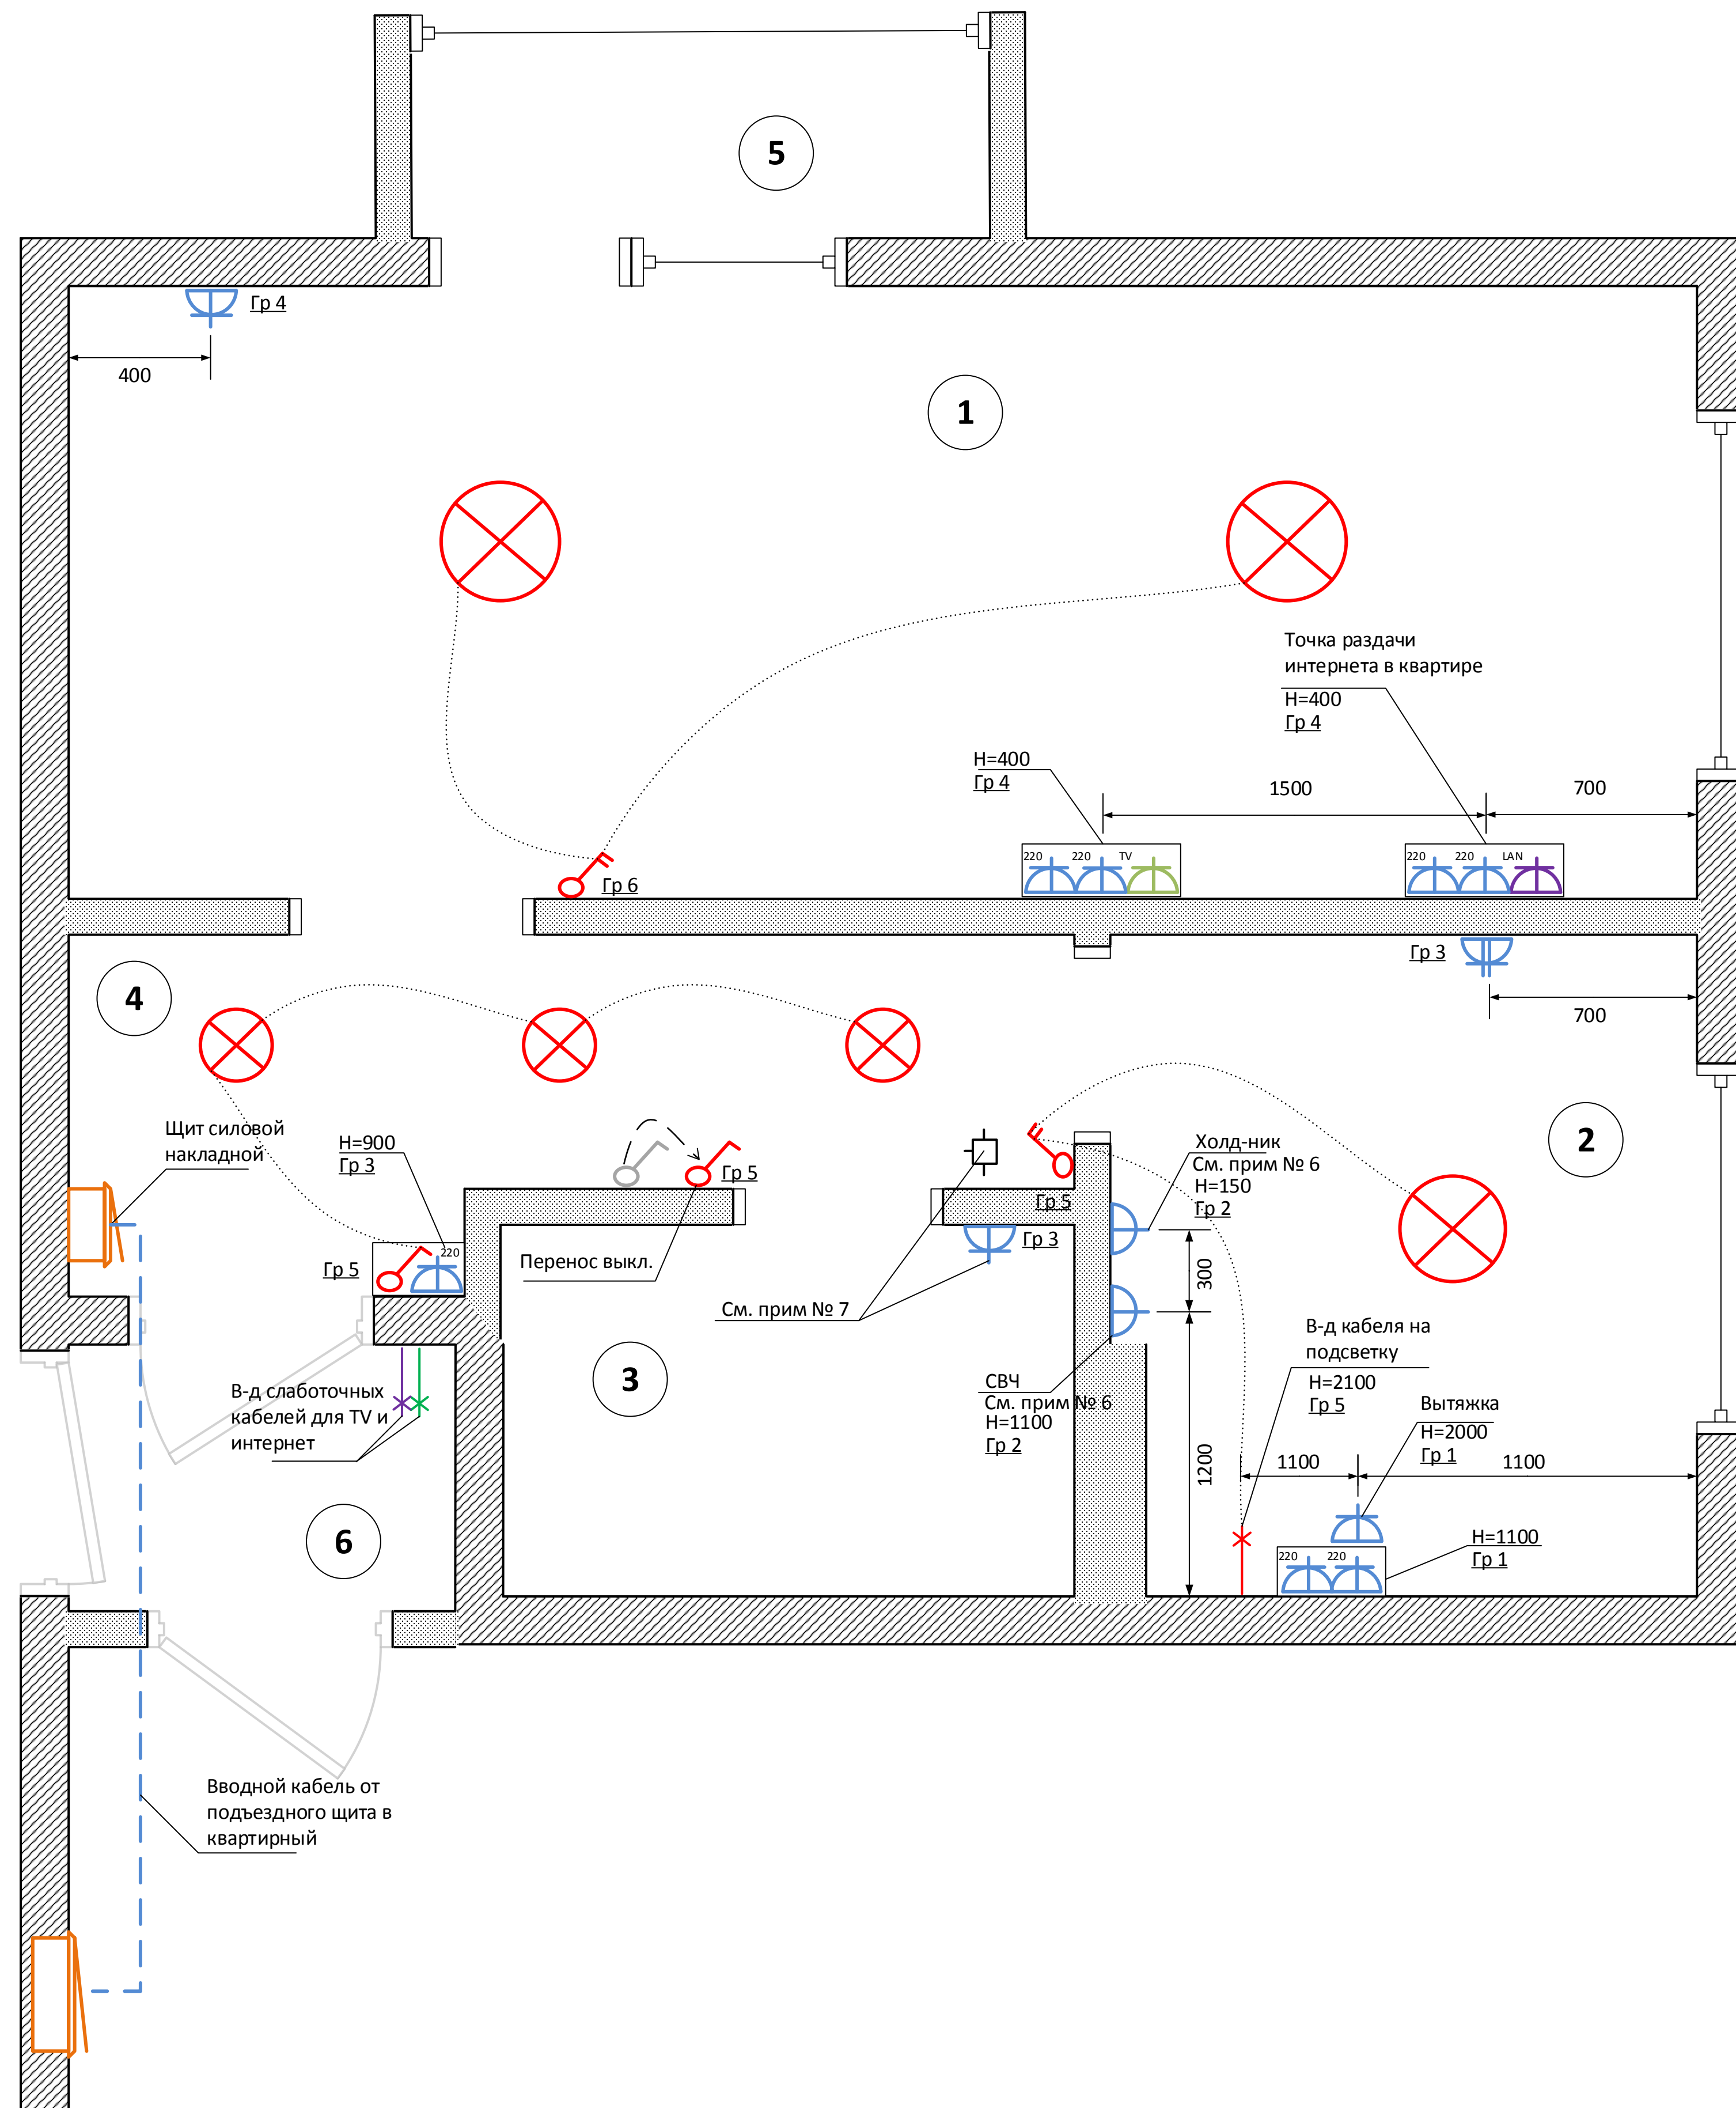 5
Гр 4
400
1
Точка раздачи
интернета в квартире
Н=400
Гр 4
Н=400
Гр 4
1500
700
220
220
TV
220
220
LAN
Гр 6
Гр 3
700
4
2
Щит силовой
накладной
Н=900
Гр 3
220
Гр 5
Гр 5
Перенос выкл.
См. прим № 7
Гр 5
Гр 3
Холд-ник
См. прим № 6
Н=150
Гр 2
300
1200
3
СВЧ
См. прим № 6
Н=1100
Гр 2
В-д кабеля на
подсветку
Н=2100
Гр 5
Вытяжка
Н=2000
Гр 1
1100
1100
220
220
Н=1100
Гр 1
В-д слаботочных
кабелей для TV и
интернет
6
Вводной кабель от
подъездного щита в
квартирный